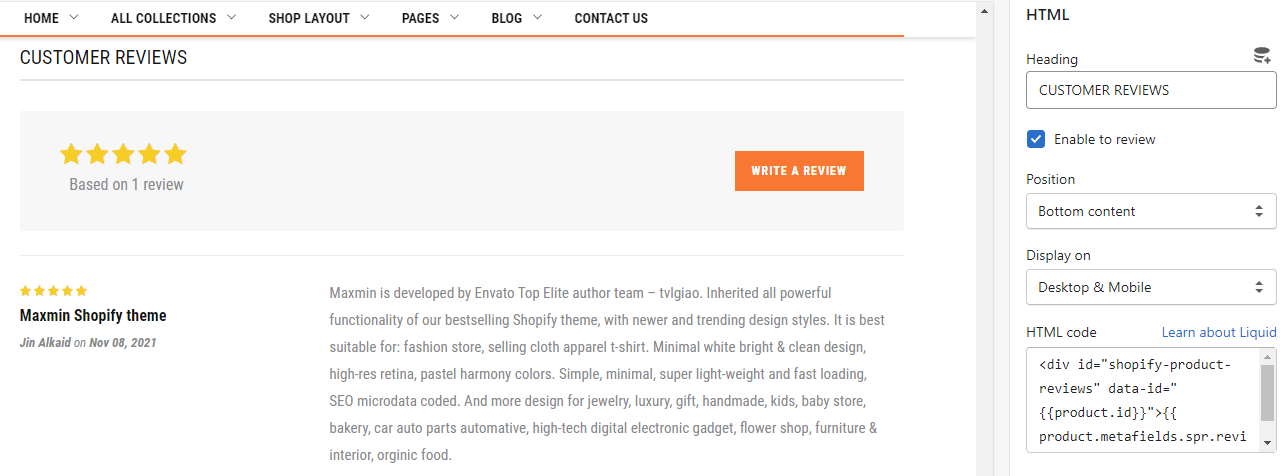 HOME ALL COLLECTIONS SHOP LAYOUT PAGES BLOG CONTACT US
CUSTOMER REVIEWS
Based on 1 review
WRITE A REVIEW
Maxmin Shopify theme
Jin Alkaid on Nov 08, 2021
Maxmin is developed by Envato Top Elite author team – tvlgiao. Inherited all powerful
functionality of our bestselling Shopify theme, with newer and trending design styles. It is best
suitable for: fashion store, selling cloth apparel t-shirt. Minimal white bright & clean design,
high-res retina, pastel harmony colors. Simple, minimal, super light-weight and fast loading,
SEO microdata coded. And more design for jewelry, luxury, gift, handmade, kids, baby store,
bakery, car auto parts automative, high-tech digital electronic gadget, flower shop, furniture &
interior, orginic food.
HTML
Heading
CUSTOMER REVIEWS
Enable to review
Position
Bottom content
Display on
Desktop & Mobile
HTML code Learn about Liquid
<div id="shopify-product-
reviews" data-id="
{{product.id}}">{{
product.metafields.spr.revi